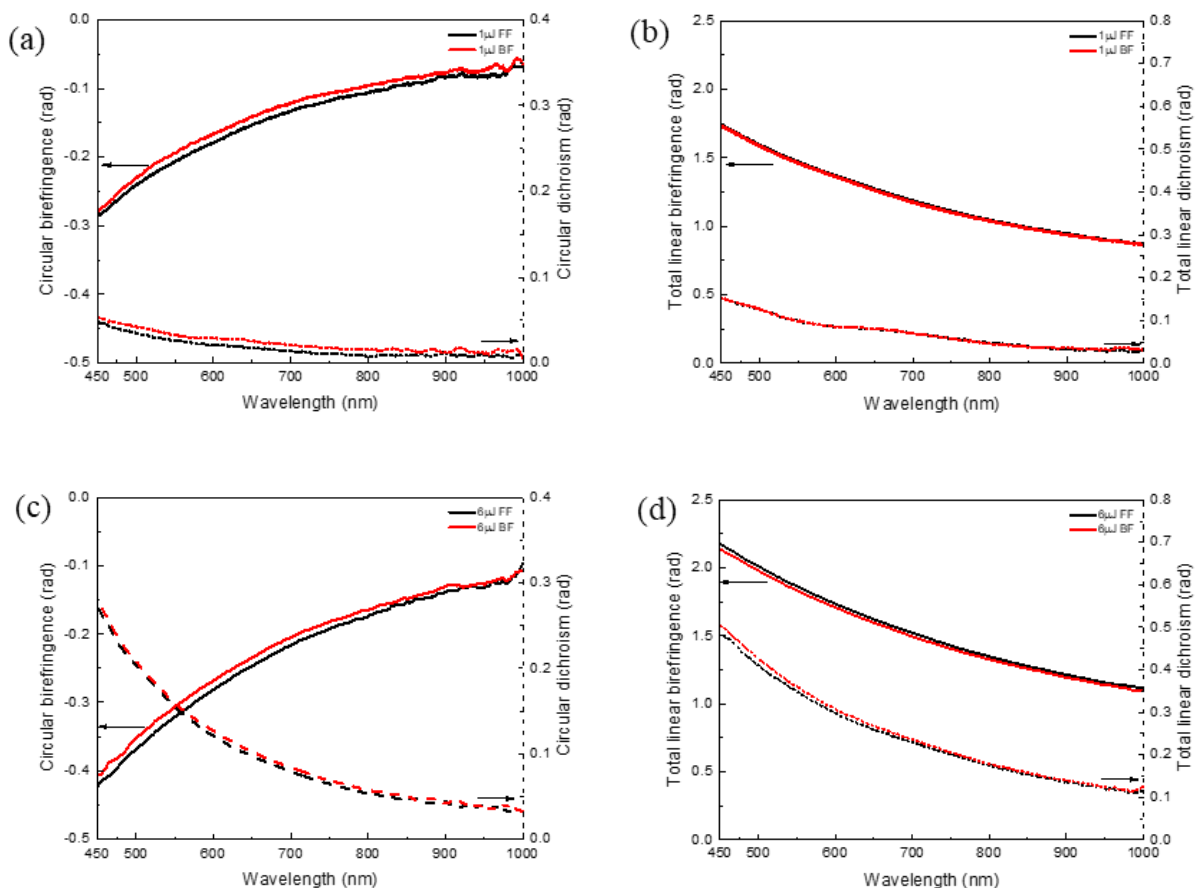 (a)
0.0
-0.1
-0.2
-0.3
-0.4
-0.5
Circular birefringence (rad)
1μJ FF
1μJ BF
0.4
0.3
0.2
0.1
0.0
Circular dichroism (rad)
450 500 600 700 800 900 1000
Wavelength (nm)
(b)
2.5
2.0
1.5
1.0
0.5
0.0
Total linear birefringence (rad)
1μJ FF
1μJ BF
0.8
0.7
0.6
0.5
0.4
0.3
0.2
0.1
0.0
Total linear dichroism (rad)
450 500 600 700 800 900 1000
Wavelength (nm)
(c)
0.0
-0.1
-0.2
-0.3
-0.4
-0.5
Circular birefringence (rad)
6μJ FF
6μJ BF
0.4
0.3
0.2
0.1
0.0
Circular dichroism (rad)
450 500 600 700 800 900 1000
Wavelength (nm)
(d)
2.5
2.0
1.5
1.0
0.5
0.0
Total linear birefringence (rad)
6μJ FF
6μJ BF
0.8
0.7
0.6
0.5
0.4
0.3
0.2
0.1
0.0
Total linear dichroism (rad)
450 500 600 700 800 900 1000
Wavelength (nm)